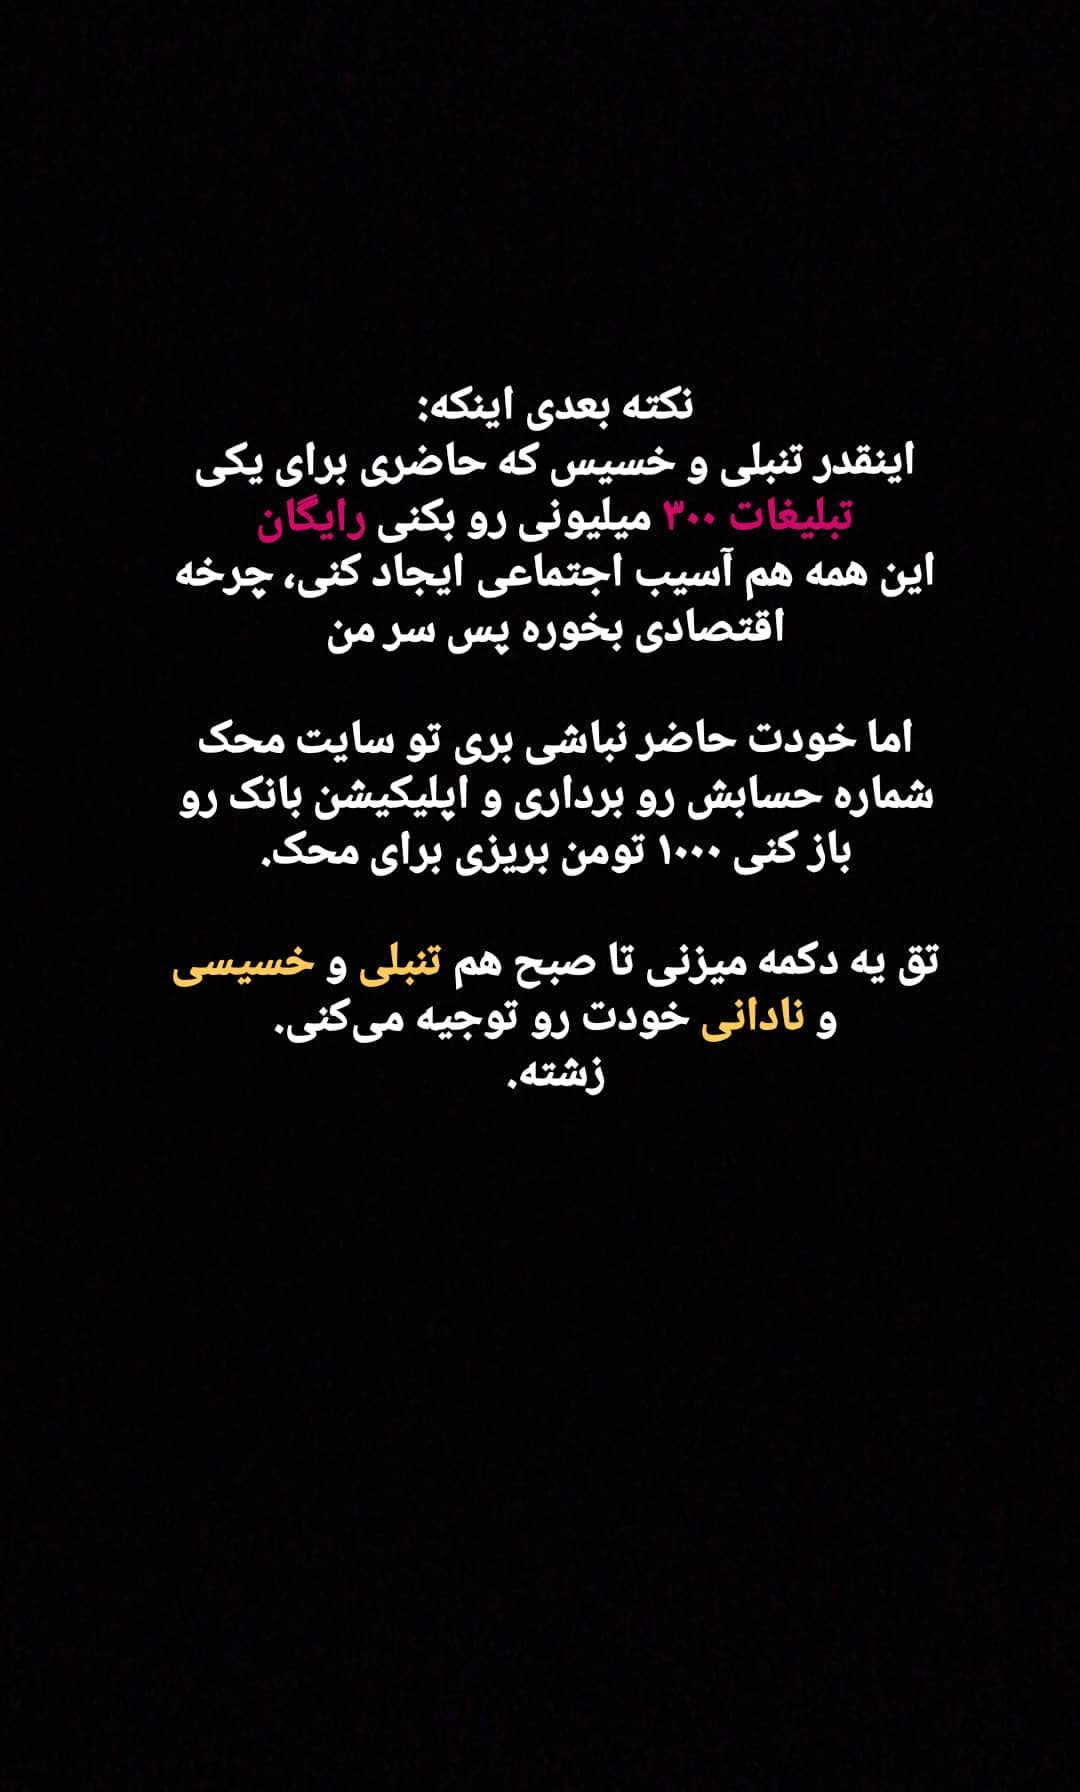 نکته بعدی اینکه:
اینقدر تنبلی و خسیس که حاضری برای یکی
تبلیغات ۳۰۰ میلیونی رو بکنی رایگان
این همه هم آسیب اجتماعی ایجاد کنی، چرخه
اقتصادی بخوره پس سر من
اما خودت حاضر نباشی بری تو سایت محک
شماره حسابش رو برداری و اپلیکیشن بانک رو
باز کنی ۱۰۰۰ تومن بریزی برای محک.
تق یه دکمه میزنی تا صبح هم تنبلی و خسیسی
و نادانی خودت رو توجیه می‌کنی.
زشته.